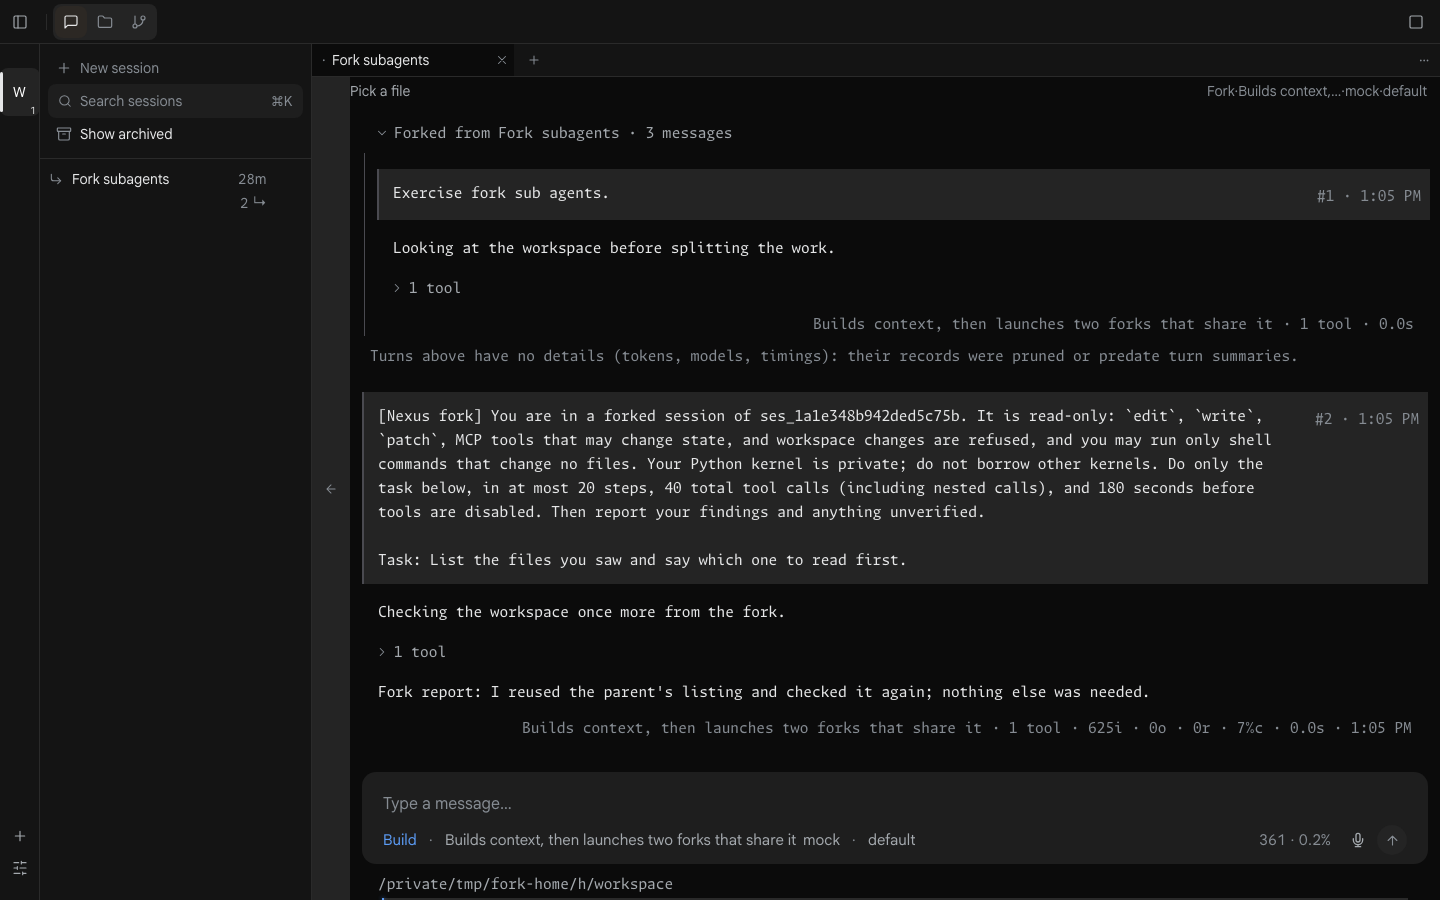 New session
Search sessions ⌘K
Show archived
W
1
Fork subagents 28m
2
· Fork subagents
Pick a file
Fork·Builds context,...·mock·default
Forked from Fork subagents · 3 messages
Exercise fork sub agents.
#1 · 1:05 PM
Looking at the workspace before splitting the work.
1 tool
Builds context, then launches two forks that share it · 1 tool · 0.0s
Turns above have no details (tokens, models, timings): their records were pruned or predate turn summaries.
[Nexus fork] You are in a forked session of ses_1a1e348b942ded5c75b. It is read-only: `edit`, `write`,
#2 · 1:05 PM
`patch`, MCP tools that may change state, and workspace changes are refused, and you may run only shell
commands that change no files. Your Python kernel is private; do not borrow other kernels. Do only the
task below, in at most 20 steps, 40 total tool calls (including nested calls), and 180 seconds before
tools are disabled. Then report your findings and anything unverified.
Task: List the files you saw and say which one to read first.
Checking the workspace once more from the fork.
1 tool
Fork report: I reused the parent's listing and checked it again; nothing else was needed.
Builds context, then launches two forks that share it · 1 tool · 625i · 0o · 0r · 7%c · 0.0s · 1:05 PM
Type a message...
Build · Builds context, then launches two forks that share it mock · default
361 · 0.2%
/private/tmp/fork-home/h/workspace